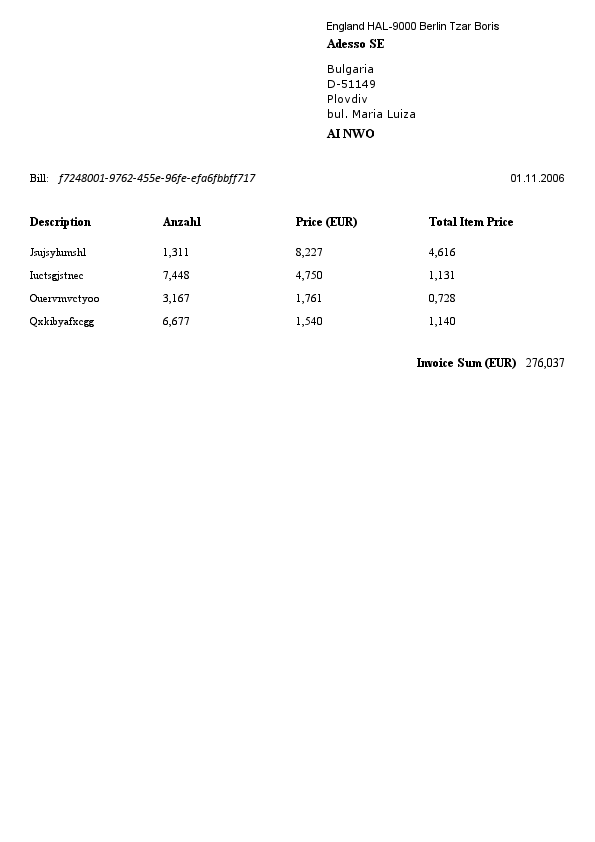 England HAL-9000 Berlin Tzar Boris
Adesso SE
Bulgaria
D-51149
Plovdiv
bul. Maria Luiza
AI NWO
Bill: f7248001-9762-455e-96fe-efa6fbbff717 01.11.2006
Description Anzahl Price (EUR) Total Item Price
Jsujsylumshl 1,311 8,227 4,616
Iuctsgjstnec 7,448 4,750 1,131
Ouervmvctyoo 3,167 1,761 0,728
Qxkibyafxcgg 6,677 1,540 1,140
Invoice Sum (EUR) 276,037